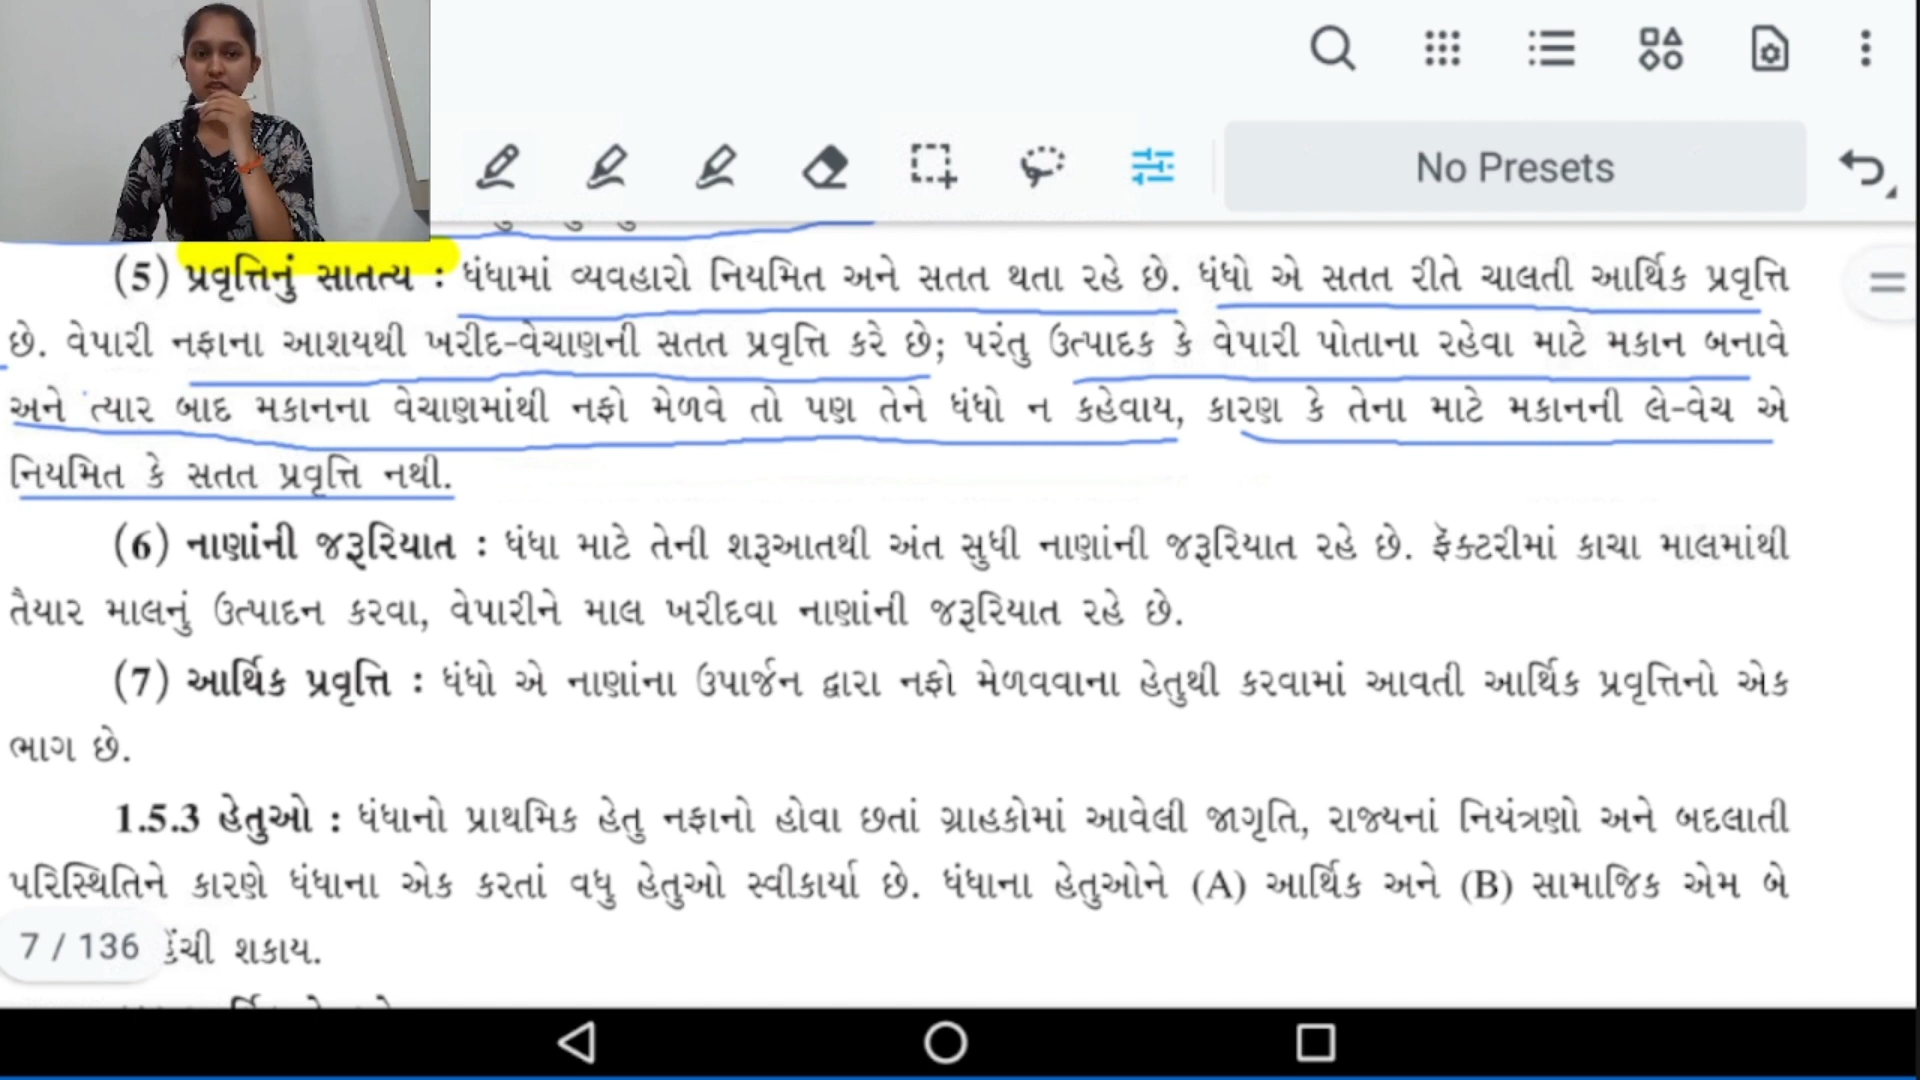 No Presets
(5) પ્રવૃત્તિનું સાતત્ય : ધંધામાં વ્યવહારો નિયમિત અને સતત થતા રહે છે. ધંધો એ સતત રીતે ચાલતી આર્થિક પ્રવૃત્તિ
છે. વેપારી નફાના આશયથી ખરીદ-વેચાણની સતત પ્રવૃત્તિ કરે છે; પરંતુ ઉત્પાદક કે વેપારી પોતાના રહેવા માટે મકાન બનાવે
અને ત્યાર બાદ મકાનના વેચાણમાંથી નફો મેળવે તો પણ તેને ધંધો ન કહેવાય, કારણ કે તેના માટે મકાનની લે-વેચ એ
નિયમિત કે સતત પ્રવૃત્તિ નથી.
(6) નાણાંની જરૂરિયાત : ધંધા માટે તેની શરૂઆતથી અંત સુધી નાણાંની જરૂરિયાત રહે છે. ફૅક્ટરીમાં કાચા માલમાંથી
તૈયાર માલનું ઉત્પાદન કરવા, વેપારીને માલ ખરીદવા નાણાંની જરૂરિયાત રહે છે.
(7) આર્થિક પ્રવૃત્તિ : ધંધો એ નાણાંના ઉપાર્જન દ્વારા નફો મેળવવાના હેતુથી કરવામાં આવતી આર્થિક પ્રવૃત્તિનો એક
ભાગ છે.
1.5.3 હેતુઓ : ધંધાનો પ્રાથમિક હેતુ નફાનો હોવા છતાં ગ્રાહકોમાં આવેલી જાગૃતિ, રાજ્યનાં નિયંત્રણો અને બદલાતી
પરિસ્થિતિને કારણે ધંધાના એક કરતાં વધુ હેતુઓ સ્વીકાર્યા છે. ધંધાના હેતુઓને (A) આર્થિક અને (B) સામાજિક એમ બે
7 / 136 શકાય.